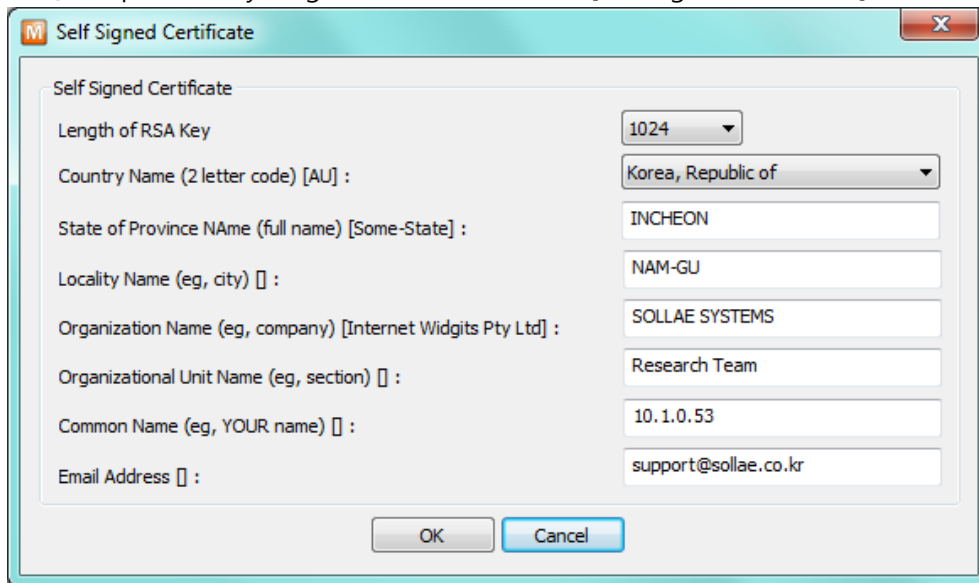 Self Signed Certificate
Self Signed Certificate
Length of RSA Key 1024
Country Name (2 letter code) [AU] : Korea, Republic of
State of Province NAme (full name) [Some-State] : INCHEON
Locality Name (eg, city) [] : NAM-GU
Organization Name (eg, company) [Internet Widgits Pty Ltd] : SOLLAE SYSTEMS
Organizational Unit Name (eg, section) [] : Research Team
Common Name (eg, YOUR name) [] : 10.1.0.53
Email Address [] : support@sollae.co.kr
OK Cancel